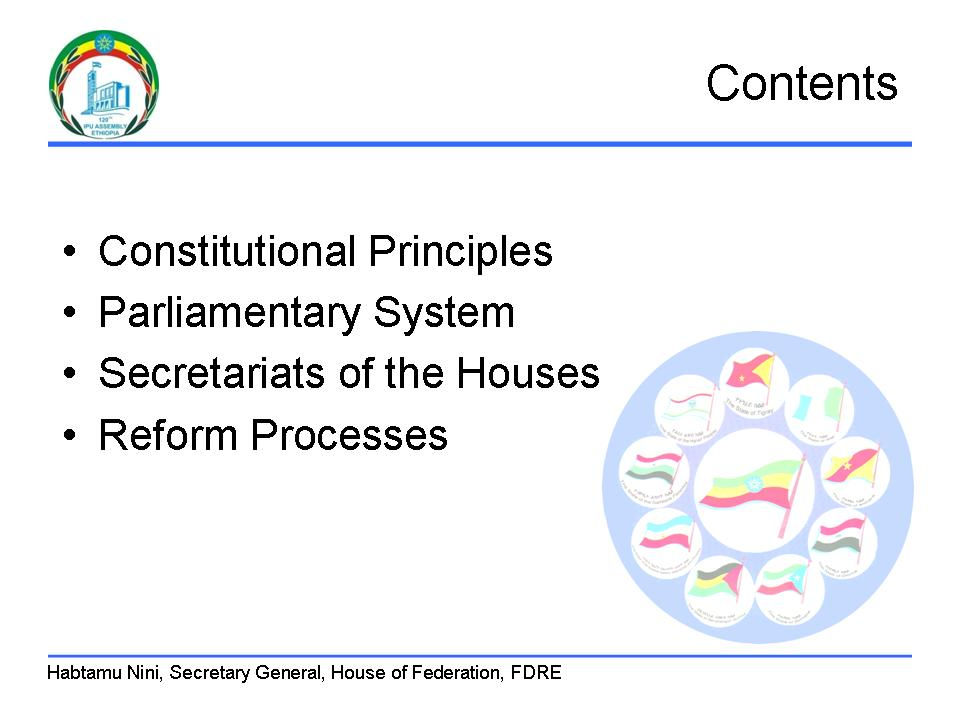 120TH
IPU ASSEMBLY
ETHIOPIA
Contents
• Constitutional Principles
• Parliamentary System
• Secretariats of the Houses
• Reform Processes
The State of Tigray
Habtamu Nini, Secretary General, House of Federation, FDRE